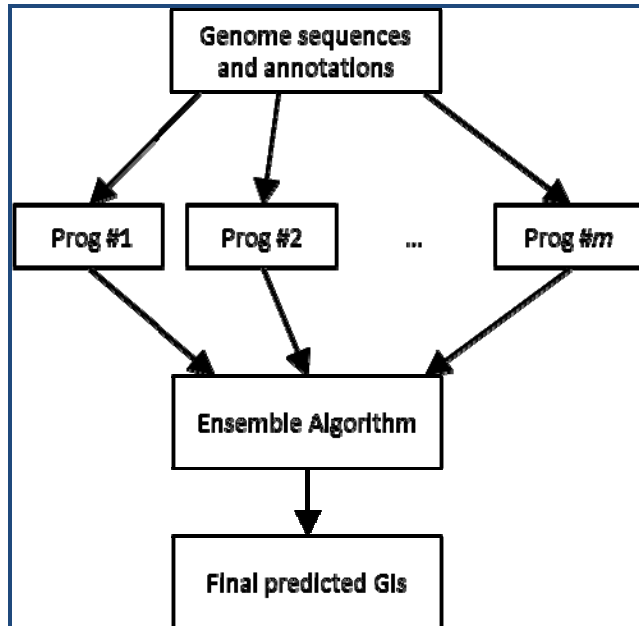 Genome sequences
and annotations
Prog #1
Prog #2
...
Prog #m
Ensemble Algorithm
Final predicted GIs